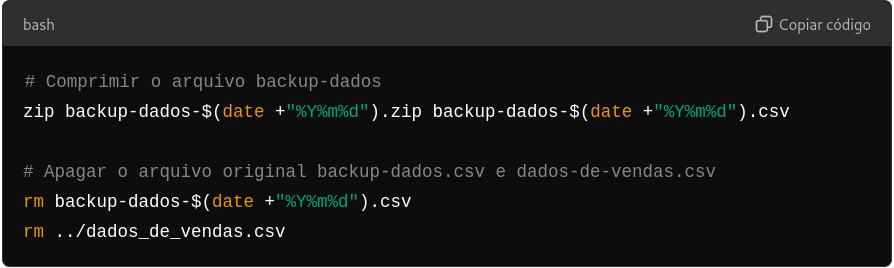 bash
Copiar código
# Comprimir o arquivo backup-dados
zip backup-dados-$(date +"%Y%m%d").zip backup-dados-$(date +"%Y%m%d").csv
# Apagar o arquivo original backup-dados.csv e dados-de-vendas.csv
rm backup-dados-$(date +"%Y%m%d").csv
rm ../dados_de_vendas.csv